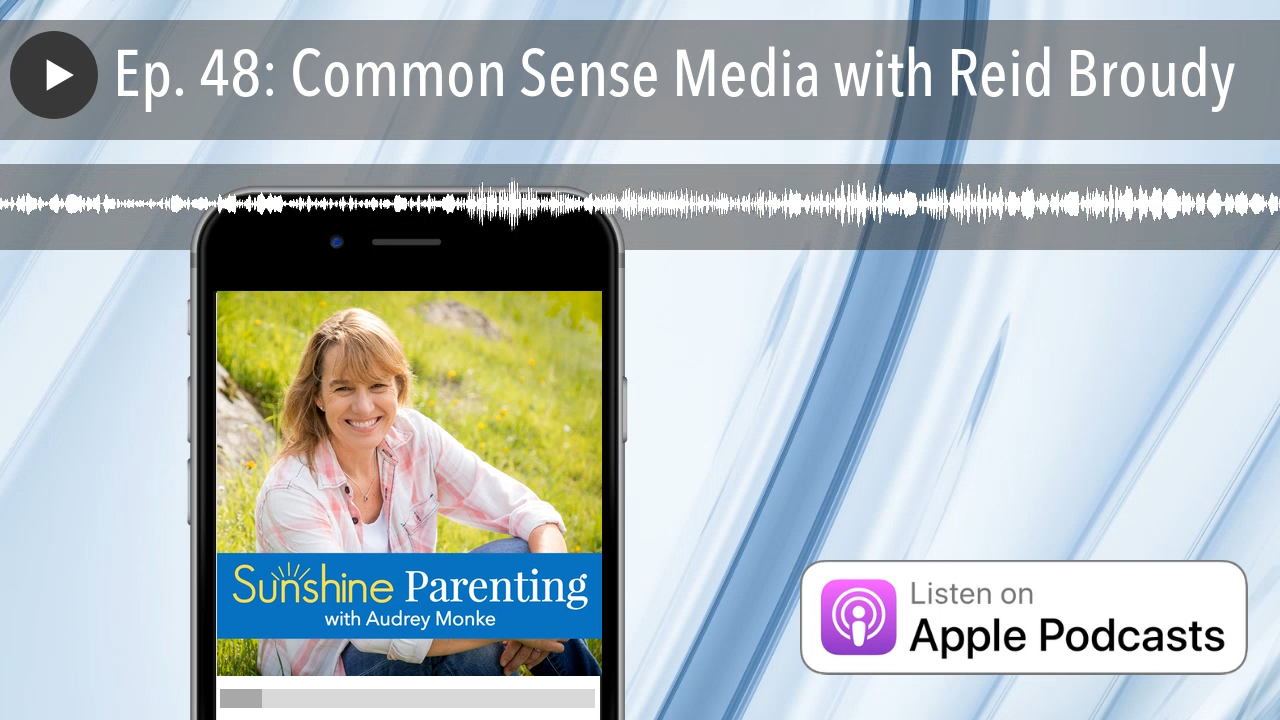 Ep. 48: Common Sense Media with Reid Broudy
Sunshine Parenting
with Audrey Monke
Listen on
Apple Podcasts